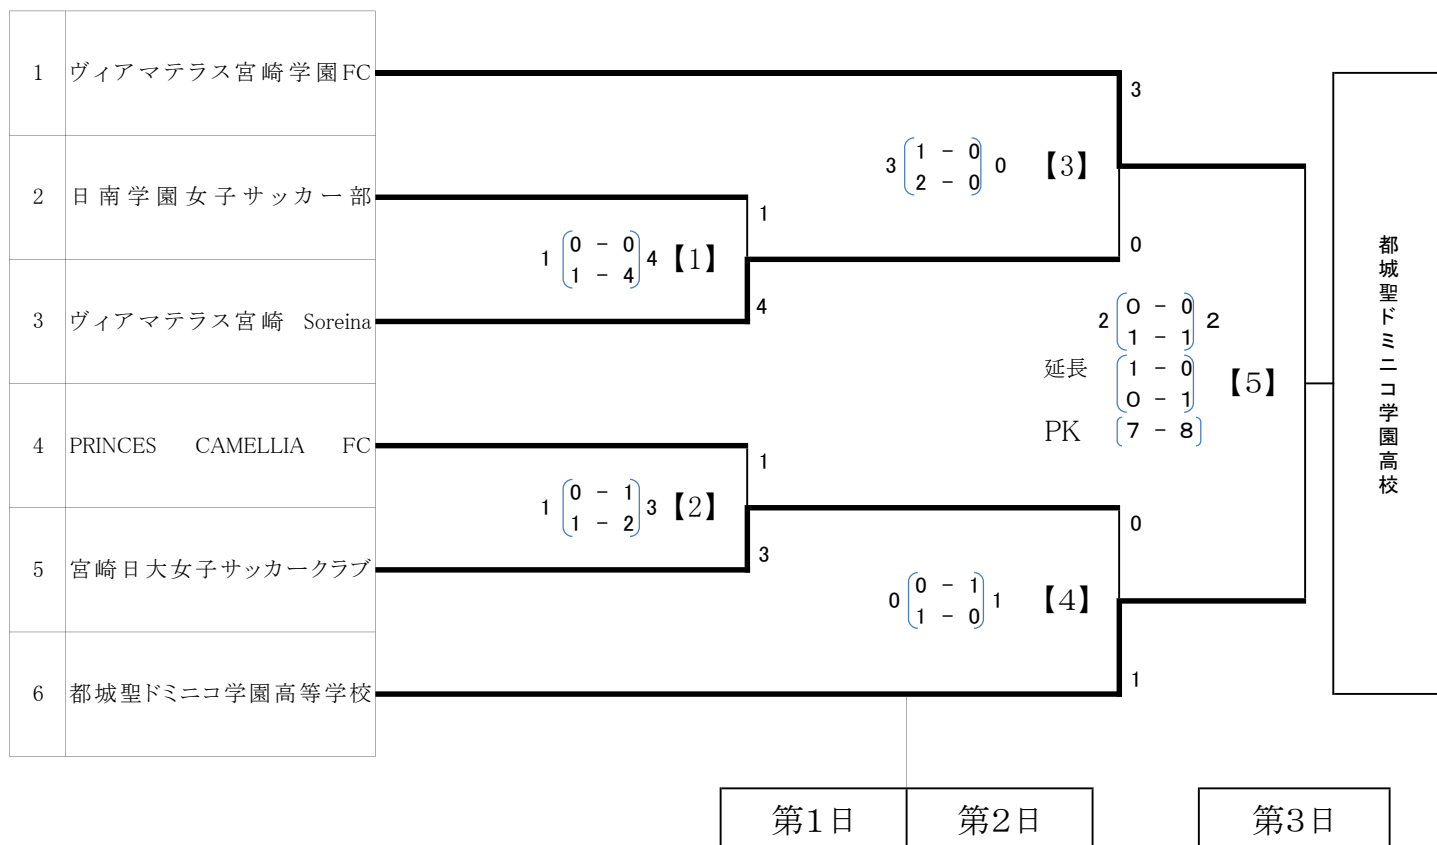 1 ヴィアマテラス宮崎学園FC
3
3 1 - 0 0 【3】
2 - 0
2 日南学園女子サッカー部
1
0
1 0 - 0 4 【1】
1 - 4
3 ヴィアマテラス宮崎 Soreina
4
2 0 - 0 2
1 - 1
延長 1 - 0 【5】
0 - 1
PK 7 - 8
都城聖ドミニコ学園高校
4 PRINCES CAMELLIA FC
1
1 0 - 1 3 【2】
1 - 2
0
5 宮崎日大女子サッカークラブ
3
0 0 - 1 1 【4】
1 - 0
6 都城聖ドミニコ学園高等学校
1
第1日 第2日 第3日